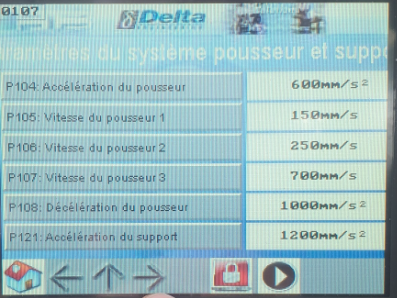 0107
Delta
paramètres du système pousseur et suppo
P104: Accélération du pousseur 600mm/s²
P105: Vitesse du pousseur 1 150mm/s
P106: Vitesse du pousseur 2 250mm/s
P107: Vitesse du pousseur 3 700mm/s
P108: Décélération du pousseur 1000mm/s²
P121: Accélération du support 1200mm/s²